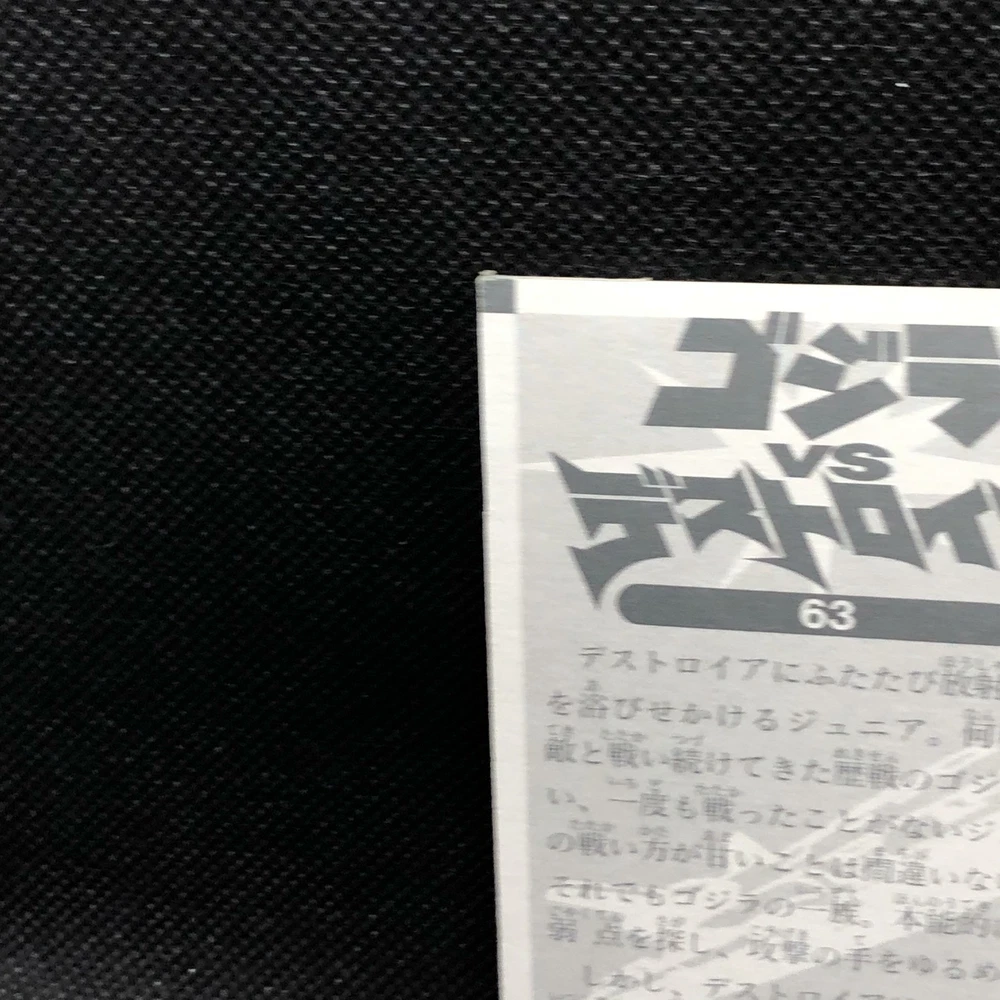 ゴジラ
VS
デストロイ
63
デストロイアにふたたび放射
を浴びせかけるジュニア。
敵と戦い続けてきた歴戦のゴジ
い、一度も戦ったことがないジ
の戦い方が甘いことは間違いな
それでもゴジラの一族。本能的
弱点を探し、攻撃の手をゆるめ
しかし、デストロイア